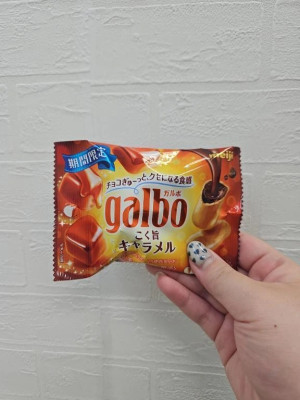 期間限定
meiji
チョコぎゅーっと、クセになる食感
ガルボ
galbo
こく旨
キャラメル